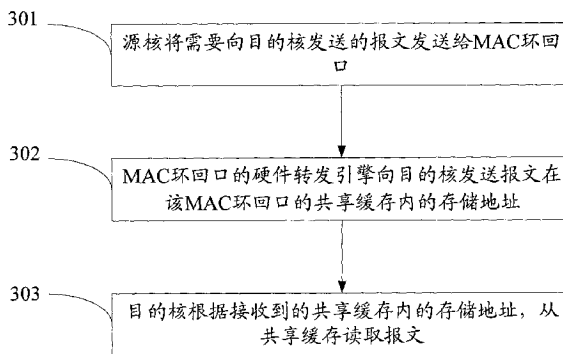 301
源核将需要向目的核发送的报文发送给MAC环回
口
302
MAC环回口的硬件转发引擎向目的核发送报文在
该MAC环回口的共享缓存内的存储地址
303
目的核根据接收到的共享缓存内的存储地址，从
共享缓存读取报文